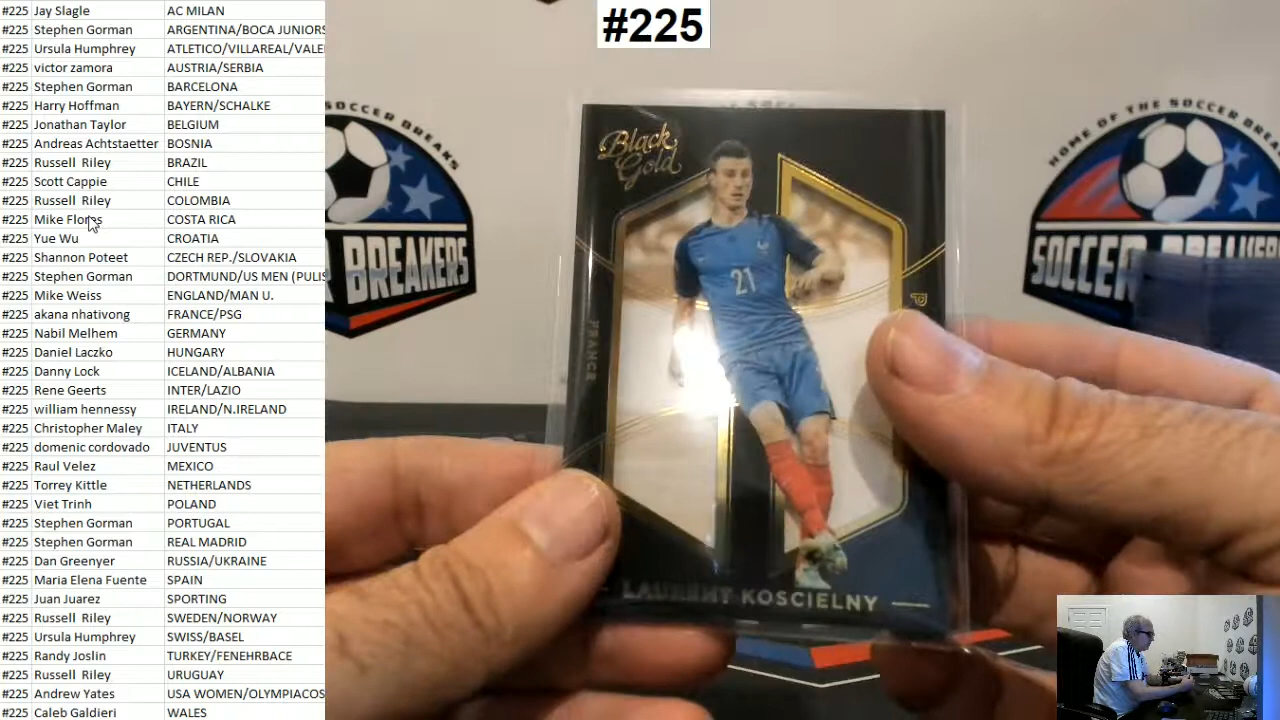 #225 Jay Slagle AC MILAN
#225 Stephen Gorman ARGENTINA/BOCA JUNIORS
#225 Ursula Humphrey ATLETICO/VILLAREAL/VALE
#225 victor zamora AUSTRIA/SERBIA
#225 Stephen Gorman BARCELONA
#225 Harry Hoffman BAYERN/SCHALKE
#225 Jonathan Taylor BELGIUM
#225 Andreas Achtstaetter BOSNIA
#225 Russell Riley BRAZIL
#225 Scott Cappie CHILE
#225 Russell Riley COLOMBIA
#225 Mike Flores COSTA RICA
#225 Yue Wu CROATIA
#225 Shannon Poteet CZECH REP./SLOVAKIA
#225 Stephen Gorman DORTMUND/US MEN (PULIS
#225 Mike Weiss ENGLAND/MAN U.
#225 akana nhativong FRANCE/PSG
#225 Nabil Melhem GERMANY
#225 Daniel Laczko HUNGARY
#225 Danny Lock ICELAND/ALBANIA
#225 Rene Geerts INTER/LAZIO
#225 william hennessy IRELAND/N.IRELAND
#225 Christopher Maley ITALY
#225 domenic cordovado JUVENTUS
#225 Raul Velez MEXICO
#225 Torrey Kittle NETHERLANDS
#225 Viet Trinh POLAND
#225 Stephen Gorman PORTUGAL
#225 Stephen Gorman REAL MADRID
#225 Dan Greenyer RUSSIA/UKRAINE
#225 Maria Elena Fuente SPAIN
#225 Juan Juarez SPORTING
#225 Russell Riley SWEDEN/NORWAY
#225 Ursula Humphrey SWISS/BASEL
#225 Randy Joslin TURKEY/FENEHRBACE
#225 Russell Riley URUGUAY
#225 Andrew Yates USA WOMEN/OLYMPIACOS
#225 Caleb Galdieri WALES
#225
SOCCER BREAKS
R BREAKERS
Black
Gold
21
FRANCE
LAURENT KOSCIELNY
HOME OF THE SOCCER BREAKS
SOCCER BREAKERS